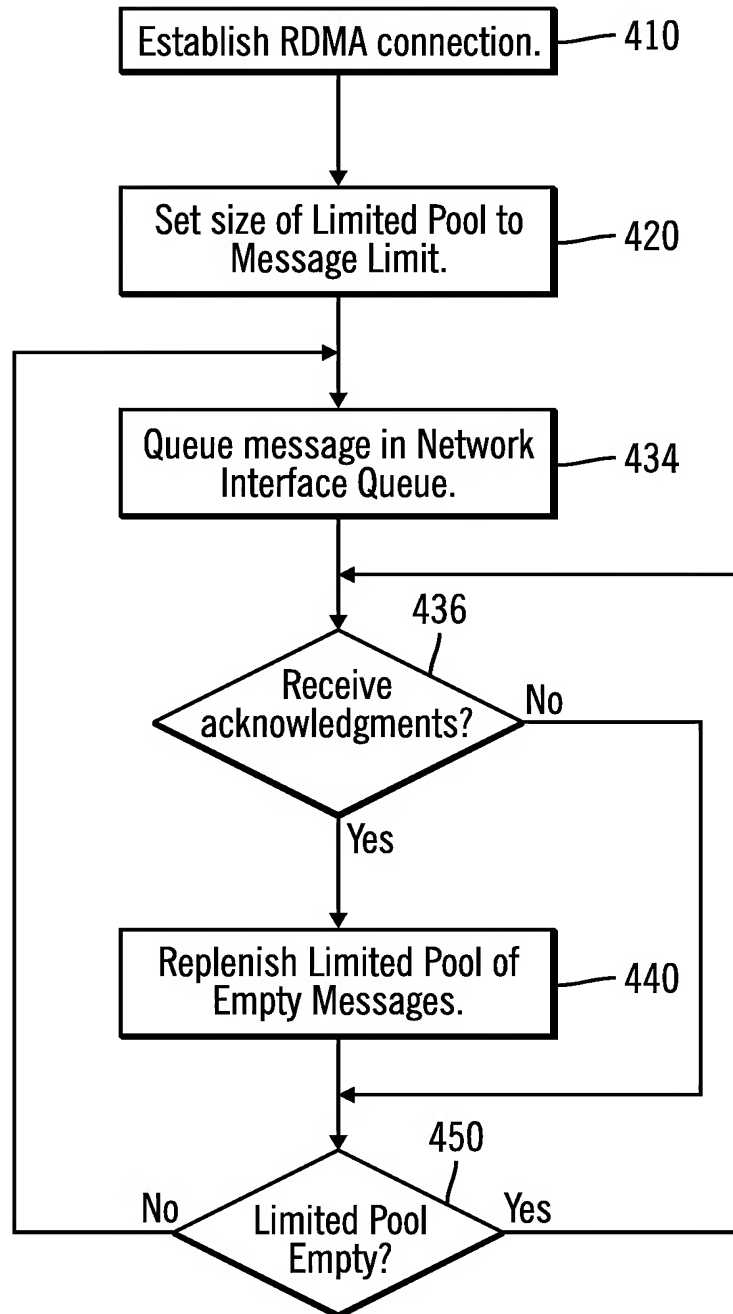 Establish RDMA connection.
410
Set size of Limited Pool to
Message Limit.
420
Queue message in Network
Interface Queue.
434
436
Receive
acknowledgments?
No
Yes
Replenish Limited Pool of
Empty Messages.
440
450
No
Limited Pool
Empty?
Yes